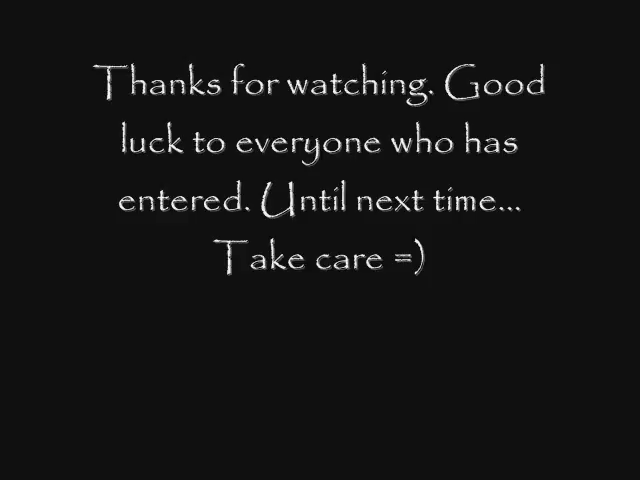 Thanks for watching. Good
luck to everyone who has
entered. Until next time...
Take care =)